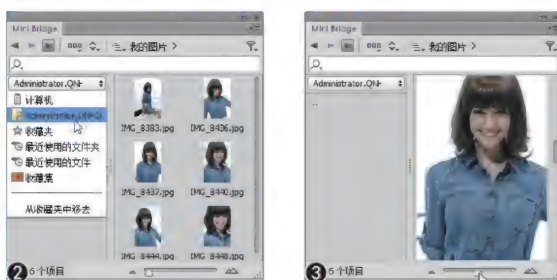 Mini Bridge
我的图片 >
Administrator.QNH
计算机
收藏夹
最近使用的文件夹
最近使用的文件
收藏集
从收藏夹中移去
IMG_8383.jpg IMG_8436.jpg
IMG_8437.jpg IMG_8440.jpg
IMG_8444.jpg IMG_8448.jpg
2 6 个项目
Mini Bridge
我的图片 >
Administrator.QNH
..
3 6 个项目